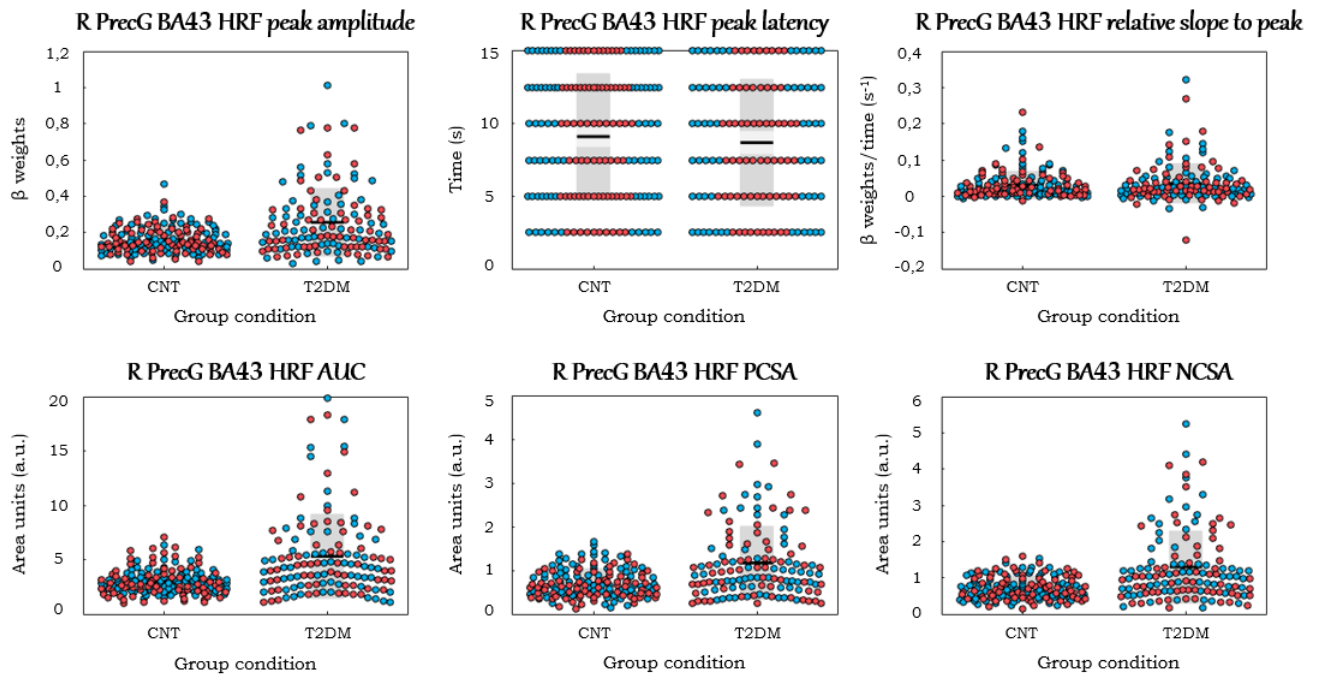 R PrecG BA43 HRF peak amplitude
β weights
1,2
1
0,8
0,6
0,4
0,2
0
CNT
T2DM
Group condition
R PrecG BA43 HRF peak latency
Time (s)
15
10
5
0
CNT
T2DM
Group condition
R PrecG BA43 HRF relative slope to peak
β weights/time (s⁻¹)
0,4
0,3
0,2
0,1
0
-0,1
-0,2
CNT
T2DM
Group condition
R PrecG BA43 HRF AUC
Area units (a.u.)
20
15
10
5
0
CNT
T2DM
Group condition
R PrecG BA43 HRF PCSA
Area units (a.u.)
5
4
3
2
1
0
CNT
T2DM
Group condition
R PrecG BA43 HRF NCSA
Area units (a.u.)
6
5
4
3
2
1
0
CNT
T2DM
Group condition